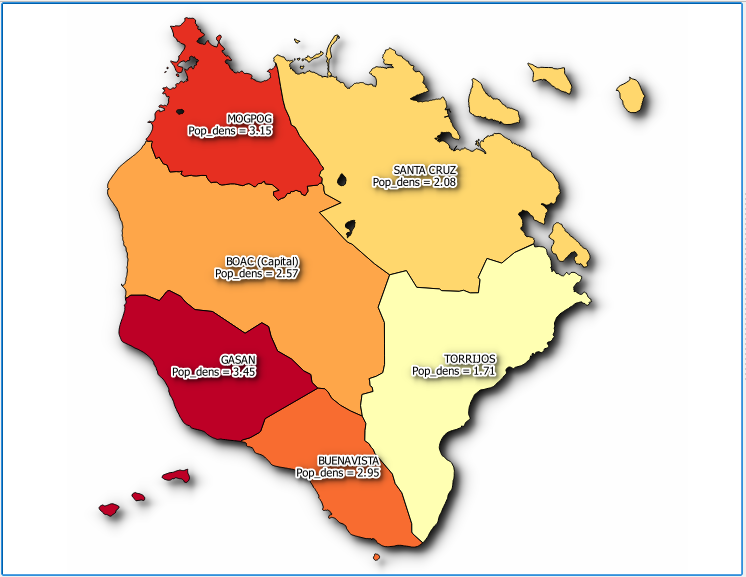 MOGPOG
Pop_dens = 3.15
SANTA CRUZ
Pop_dens = 2.08
BOAC (Capital)
Pop_dens = 2.57
GASAN
Pop_dens = 3.45
TORRIJOS
Pop_dens = 1.71
BUENAVISTA
Pop_dens = 2.95